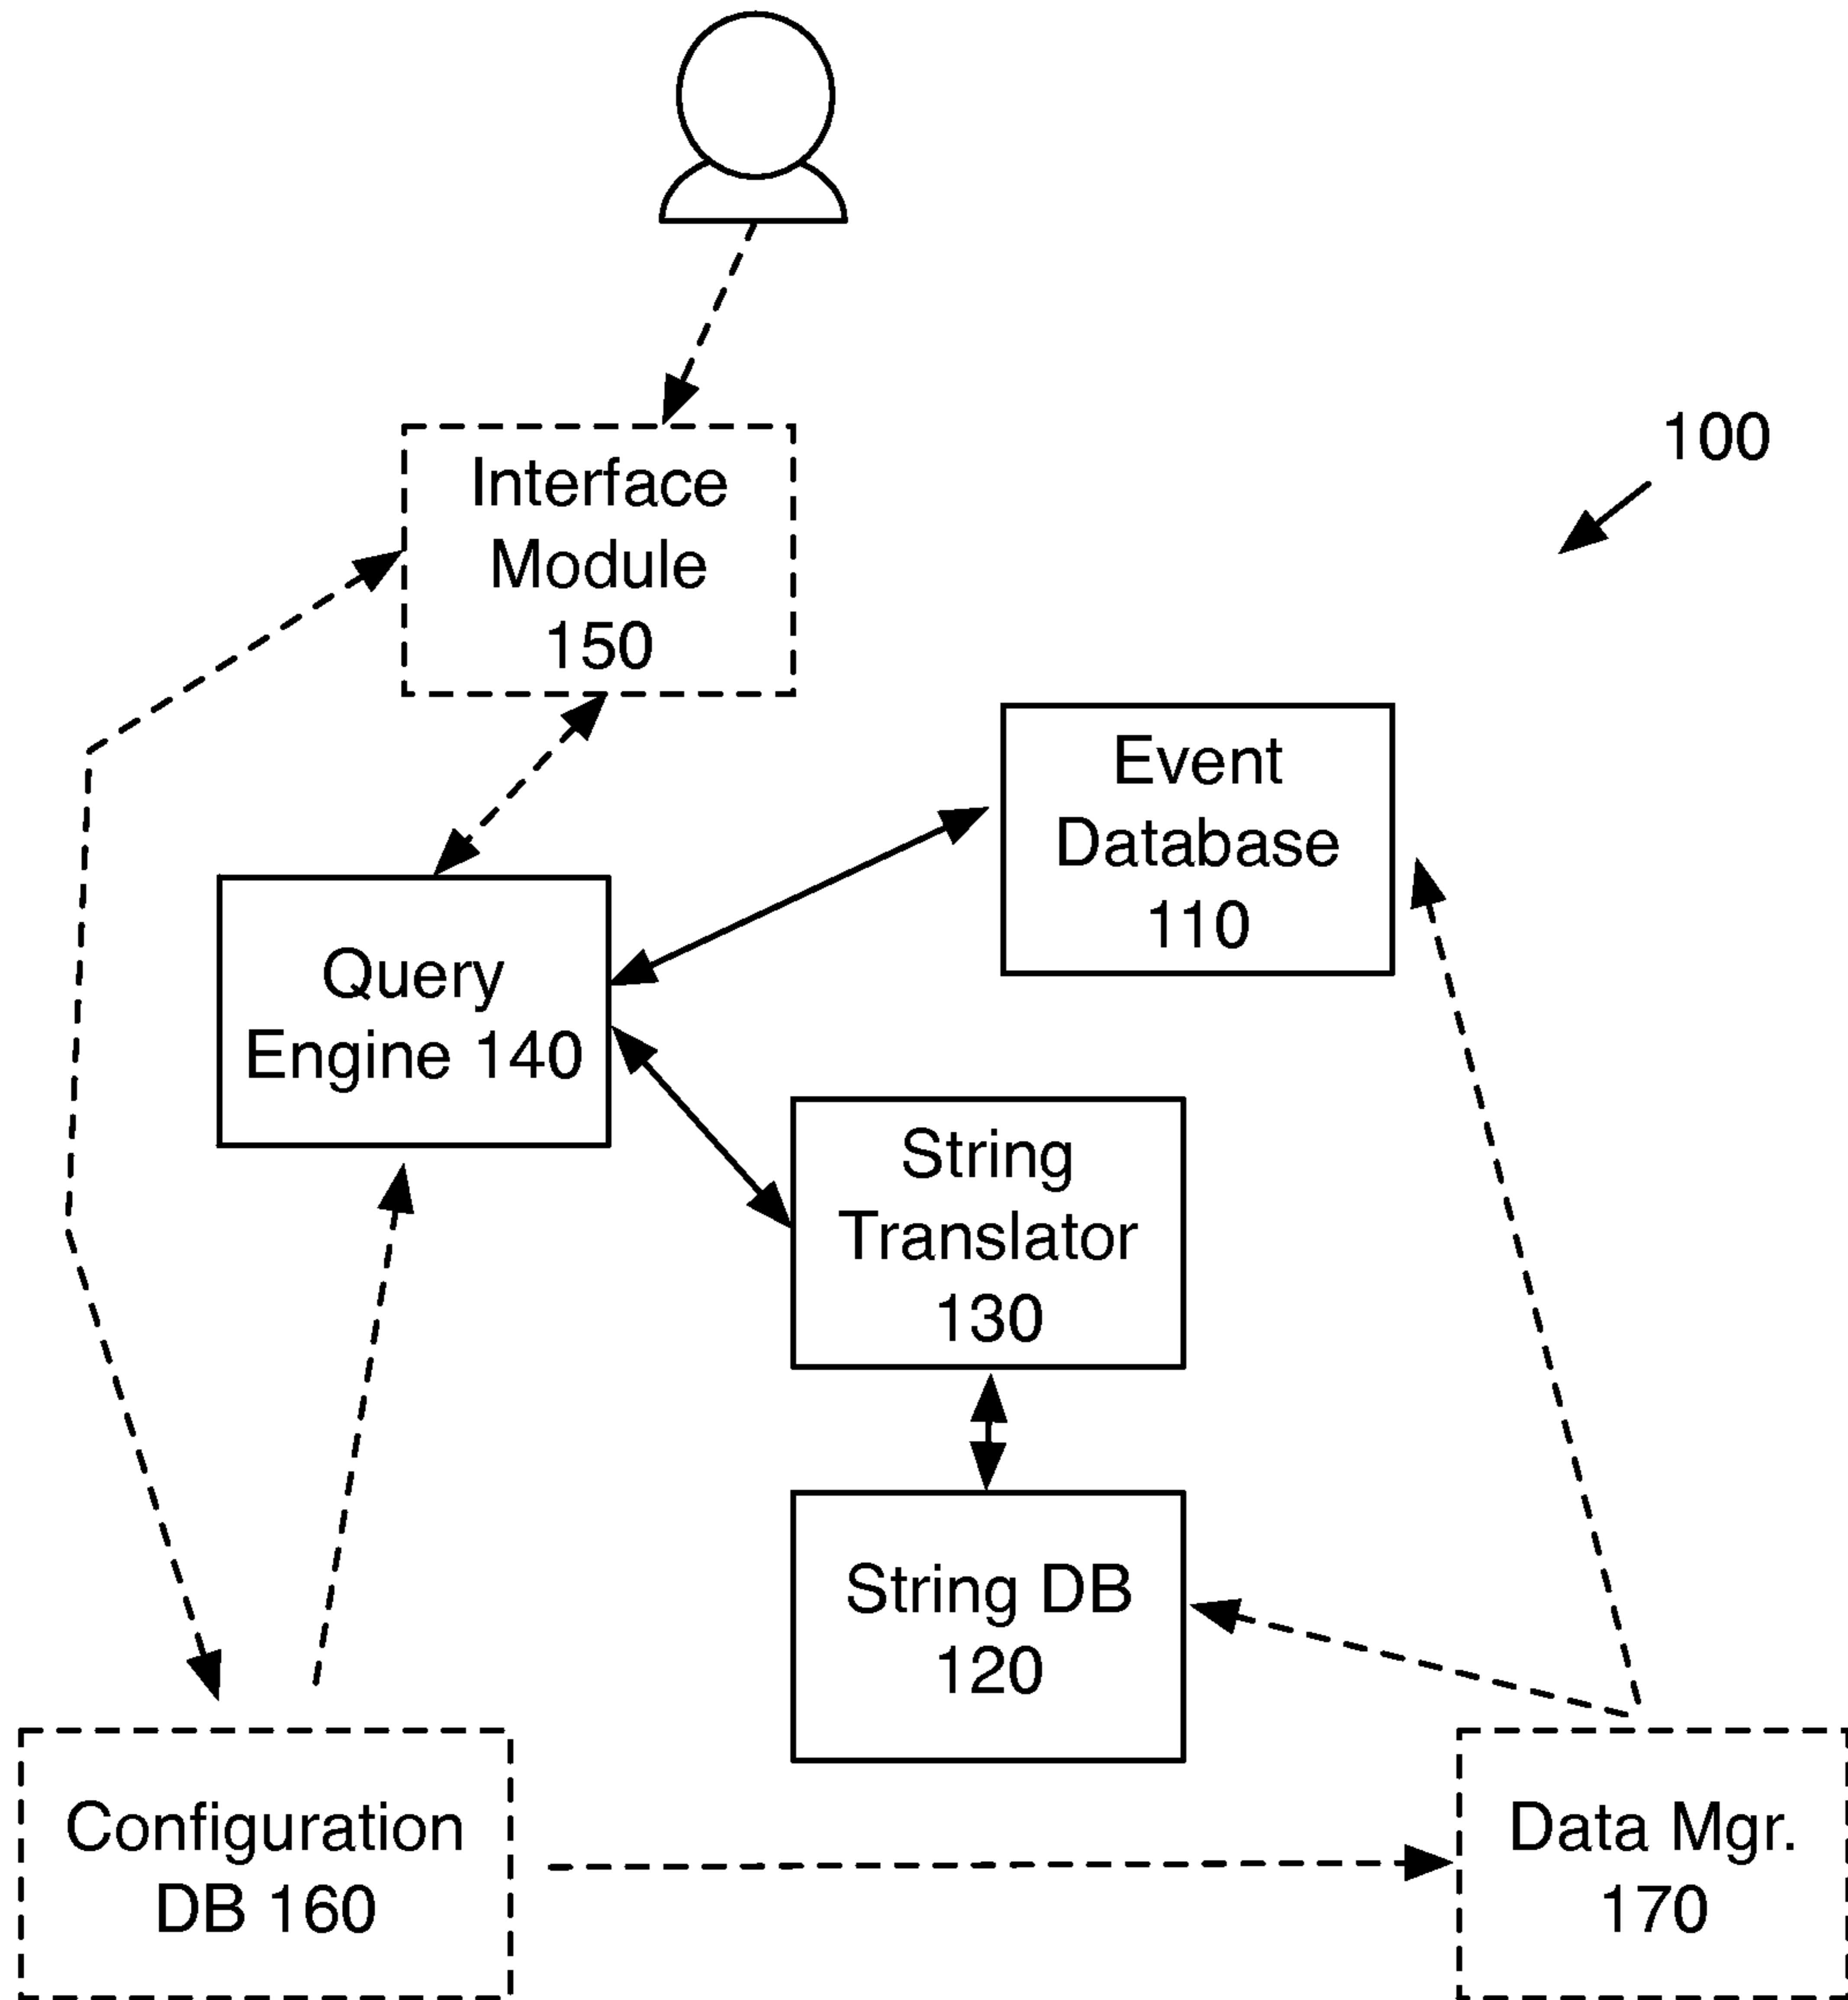 Interface
Module
150
100
Event
Database
110
Query
Engine 140
String
Translator
130
String DB
120
Configuration
DB 160
Data Mgr.
170